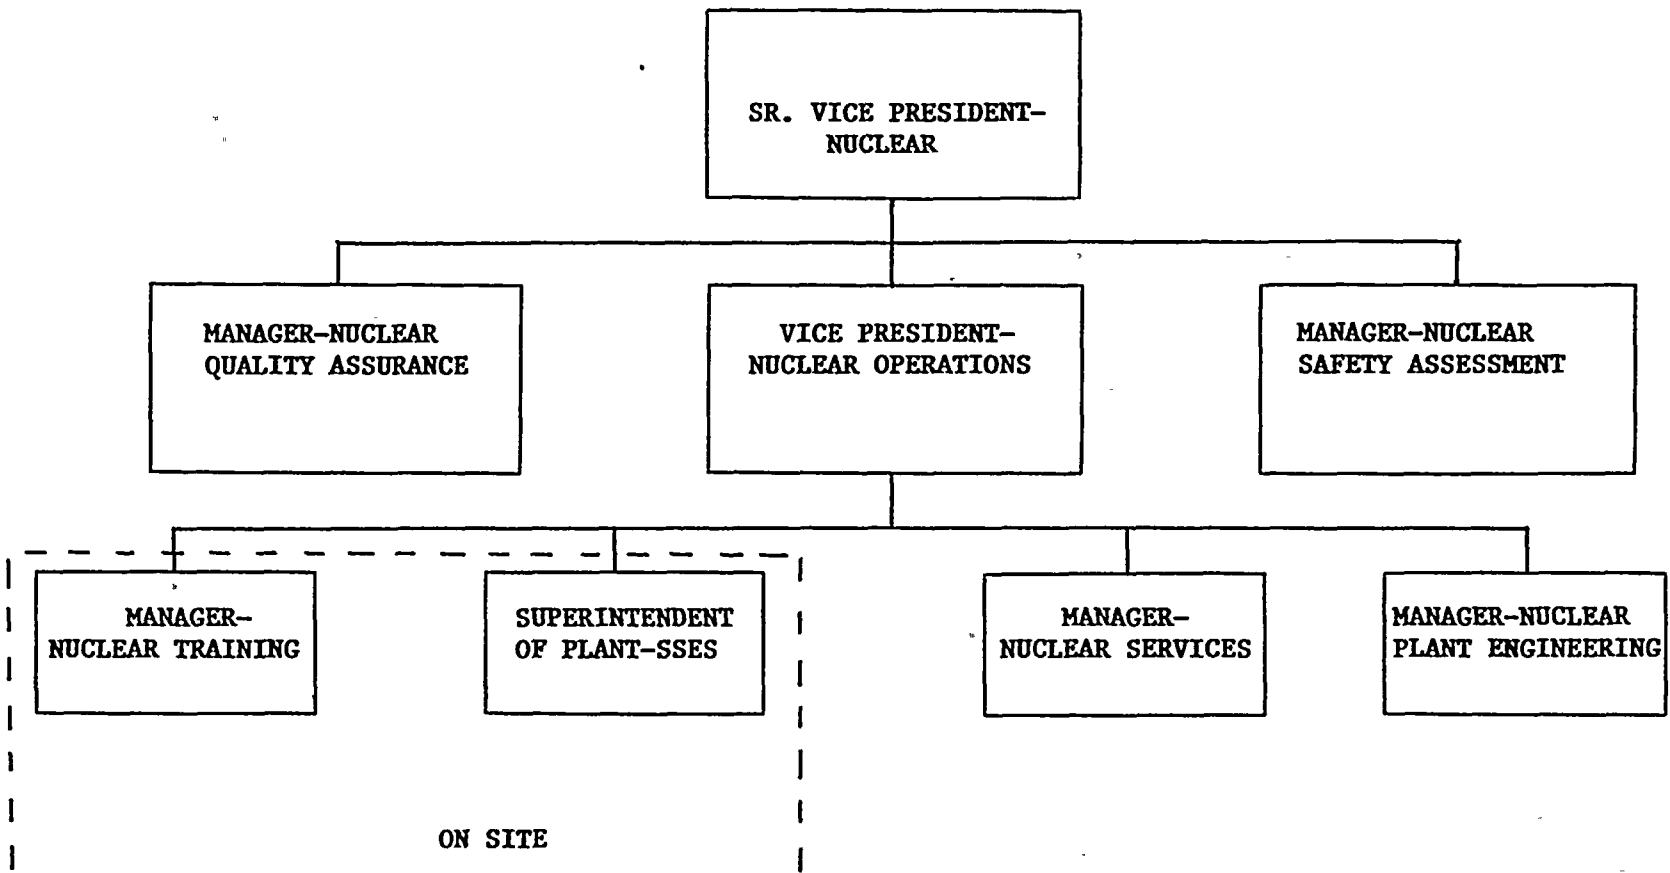 SR. VICE PRESIDENT-
NUCLEAR
MANAGER-NUCLEAR
QUALITY ASSURANCE
VICE PRESIDENT-
NUCLEAR OPERATIONS
MANAGER-NUCLEAR
SAFETY ASSESSMENT
MANAGER-
NUCLEAR TRAINING
SUPERINTENDENT
OF PLANT-SSES
MANAGER-
NUCLEAR SERVICES
MANAGER-NUCLEAR
PLANT ENGINEERING
ON SITE